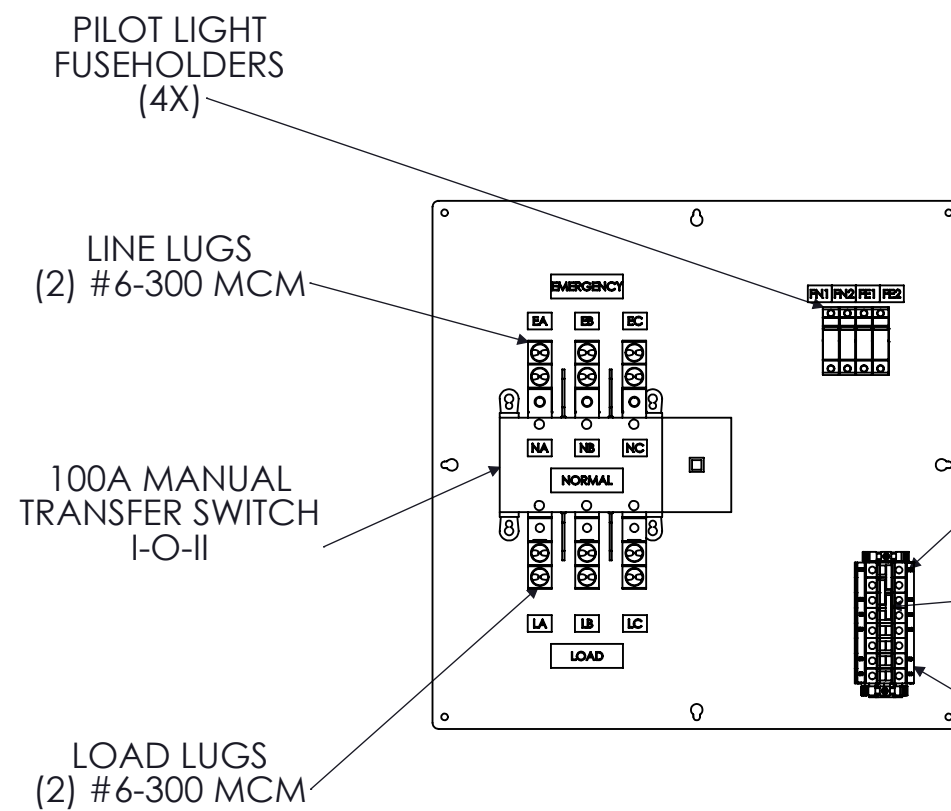 PILOT LIGHT
FUSEHOLDERS
(4X)
LINE LUGS
(2) #6-300 MCM
EMERGENCY
FN1 FN2 FE1 FE2
EA EB EC
NA NB NC
NORMAL
100A MANUAL
TRANSFER SWITCH
I-O-II
LA LB LC
LOAD
LOAD LUGS
(2) #6-300 MCM